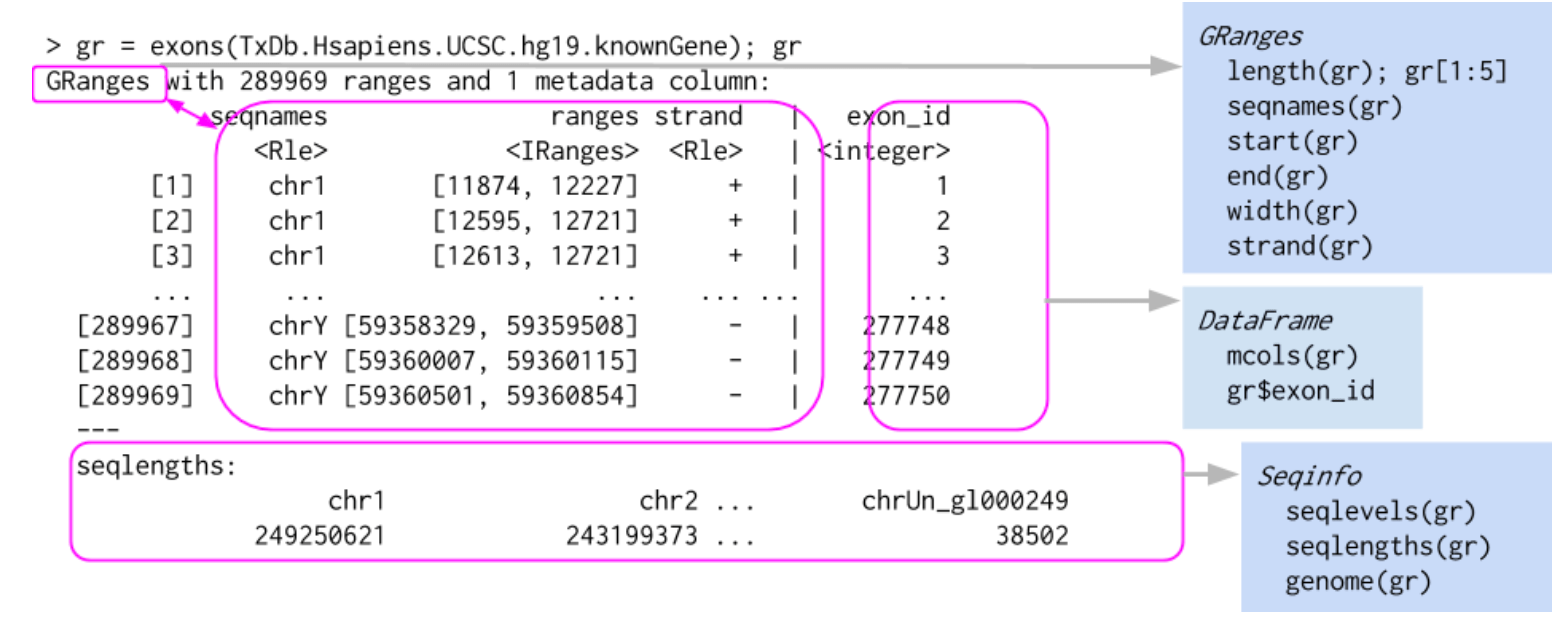 > gr = exons(TxDb.Hsapiens.UCSC.hg19.knownGene); gr
GRanges with 289969 ranges and 1 metadata column:
seqnames ranges strand | exon_id
<Rle> <IRanges> <Rle> | <integer>
[1] chr1 [11874, 12227] + | 1
[2] chr1 [12595, 12721] + | 2
[3] chr1 [12613, 12721] + | 3
... ... ... ... ... ...
[289967] chrY [59358329, 59359508] - | 277748
[289968] chrY [59360007, 59360115] - | 277749
[289969] chrY [59360501, 59360854] - | 277750
---
seqlengths:
chr1 chr2 ... chrUn_gl000249
249250621 243199373 ... 38502
GRanges
length(gr); gr[1:5]
seqnames(gr)
start(gr)
end(gr)
width(gr)
strand(gr)
DataFrame
mcols(gr)
gr$exon_id
Seqinfo
seqlevels(gr)
seqlengths(gr)
genome(gr)